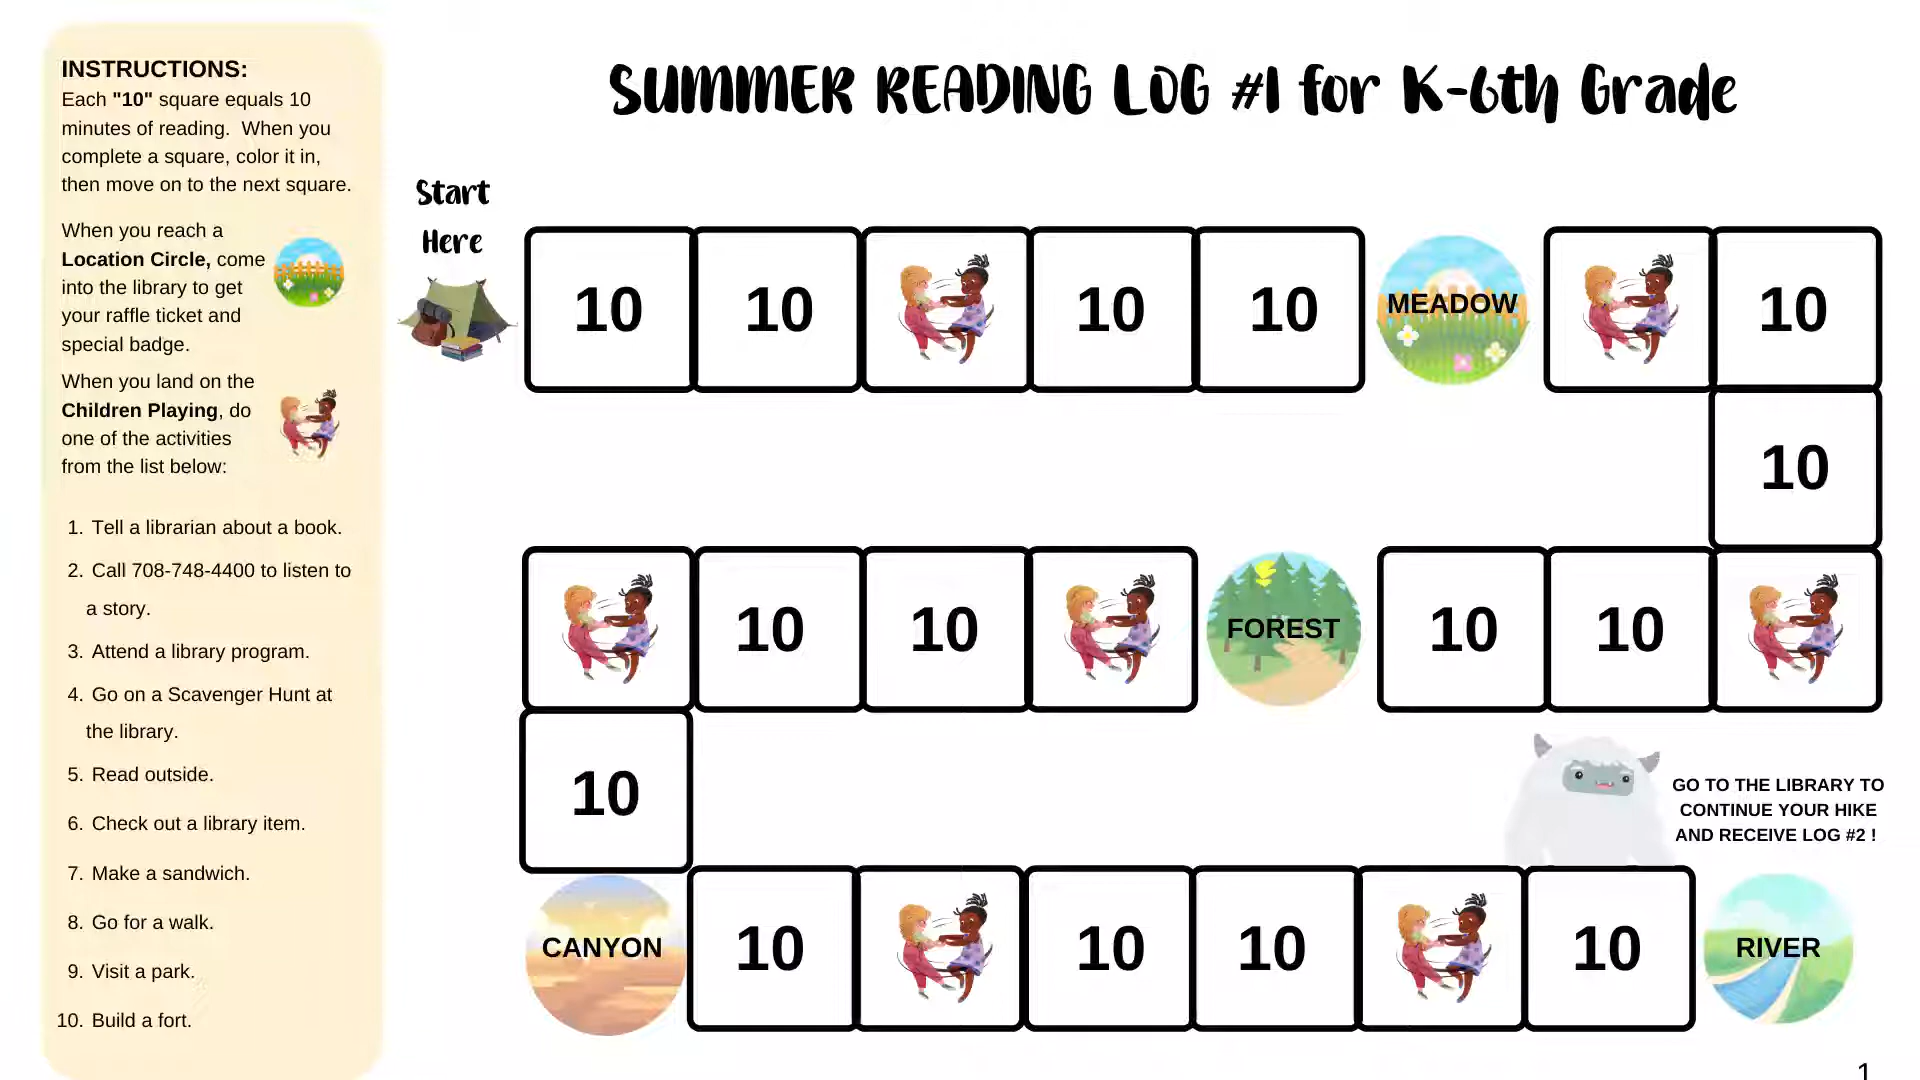 SUMMER READING LOG #1 for K-6th Grade
INSTRUCTIONS:
Each "10" square equals 10
minutes of reading.  When you
complete a square, color it in,
then move on to the next square.
When you reach a
Location Circle, come
into the library to get
your raffle ticket and
special badge.
When you land on the
Children Playing, do
one of the activities
from the list below:
1. Tell a librarian about a book.
2. Call 708-748-4400 to listen to
a story.
3. Attend a library program.
4. Go on a Scavenger Hunt at
the library.
5. Read outside.
6. Check out a library item.
7. Make a sandwich.
8. Go for a walk.
9. Visit a park.
10. Build a fort.
Start
Here
10 10 10 10 MEADOW 10
10
10 10 FOREST 10 10
10
GO TO THE LIBRARY TO
CONTINUE YOUR HIKE
AND RECEIVE LOG #2 !
CANYON 10 10 10 10 RIVER
1